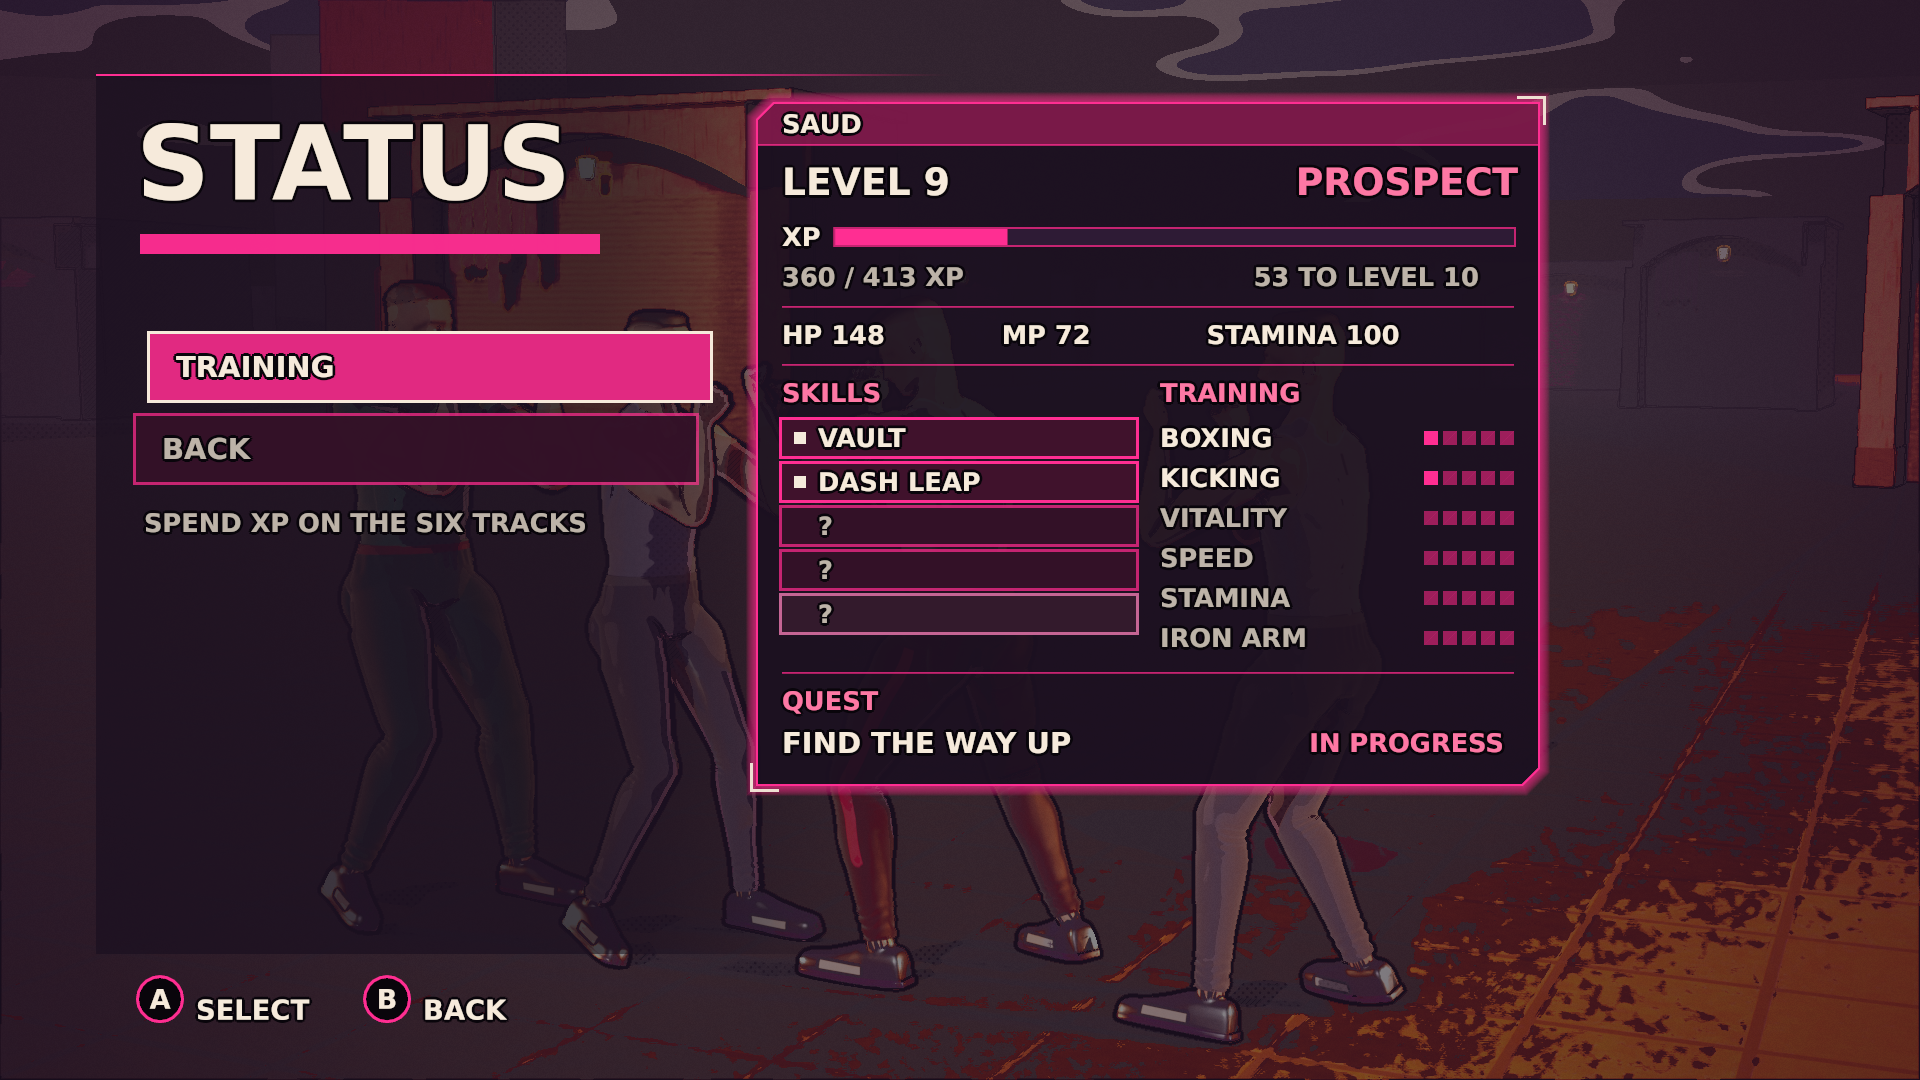 STATUS
TRAINING
BACK
SPEND XP ON THE SIX TRACKS
SAUD
LEVEL 9 PROSPECT
XP
360 / 413 XP 53 TO LEVEL 10
HP 148 MP 72 STAMINA 100
SKILLS
VAULT
DASH LEAP
?
?
?
TRAINING
BOXING
KICKING
VITALITY
SPEED
STAMINA
IRON ARM
QUEST
FIND THE WAY UP IN PROGRESS
A SELECT B BACK